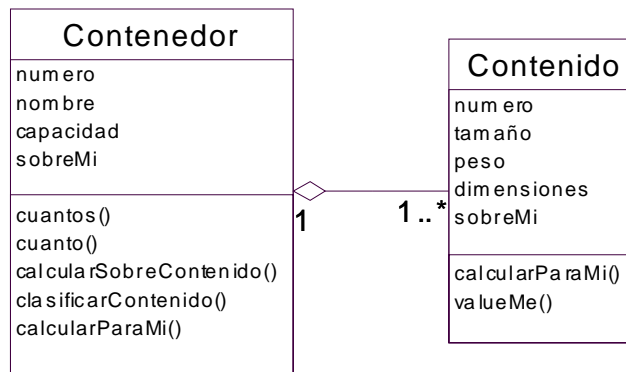 Contenedor
numero
nombre
capacidad
sobreMi
cuantos()
cuanto()
calcularSobreContenido()
clasificarContenido()
calcularParaMi()
1
1..*
Contenido
numero
tamaño
peso
dimensiones
sobreMi
calcularParaMi()
valueMe()